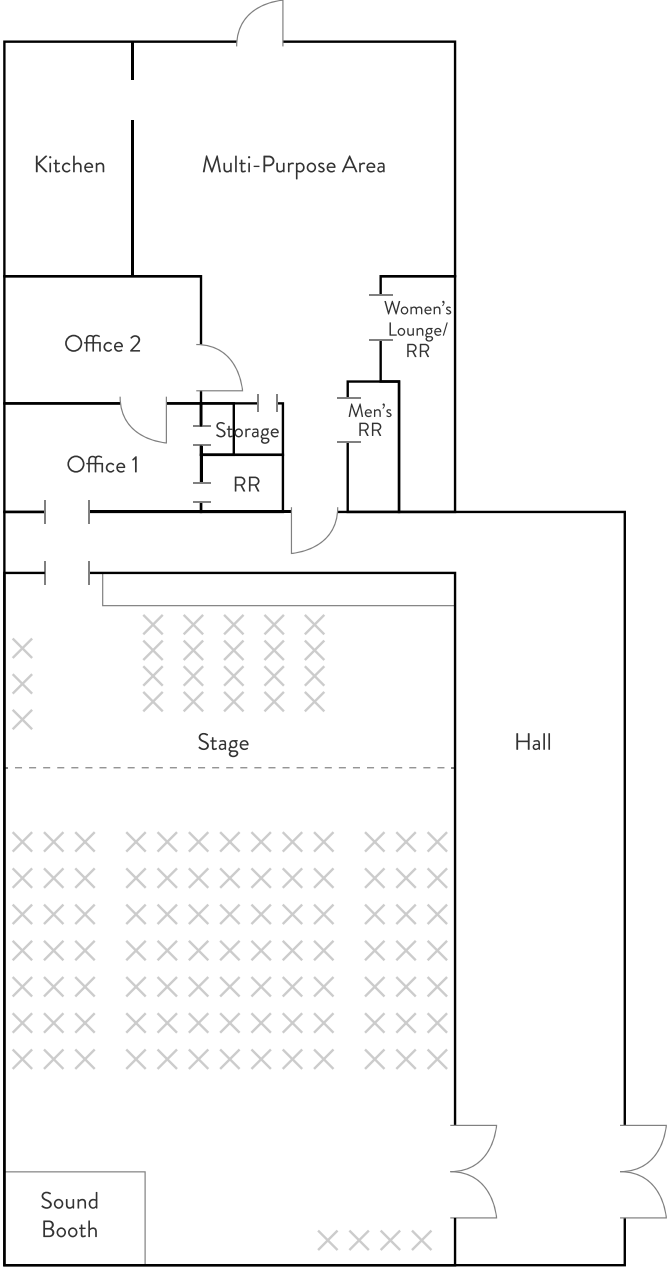 Kitchen
Multi-Purpose Area
Women's
Lounge/
RR
Office 2
Men's
RR
Storage
Office 1
RR
Stage
Hall
Sound
Booth